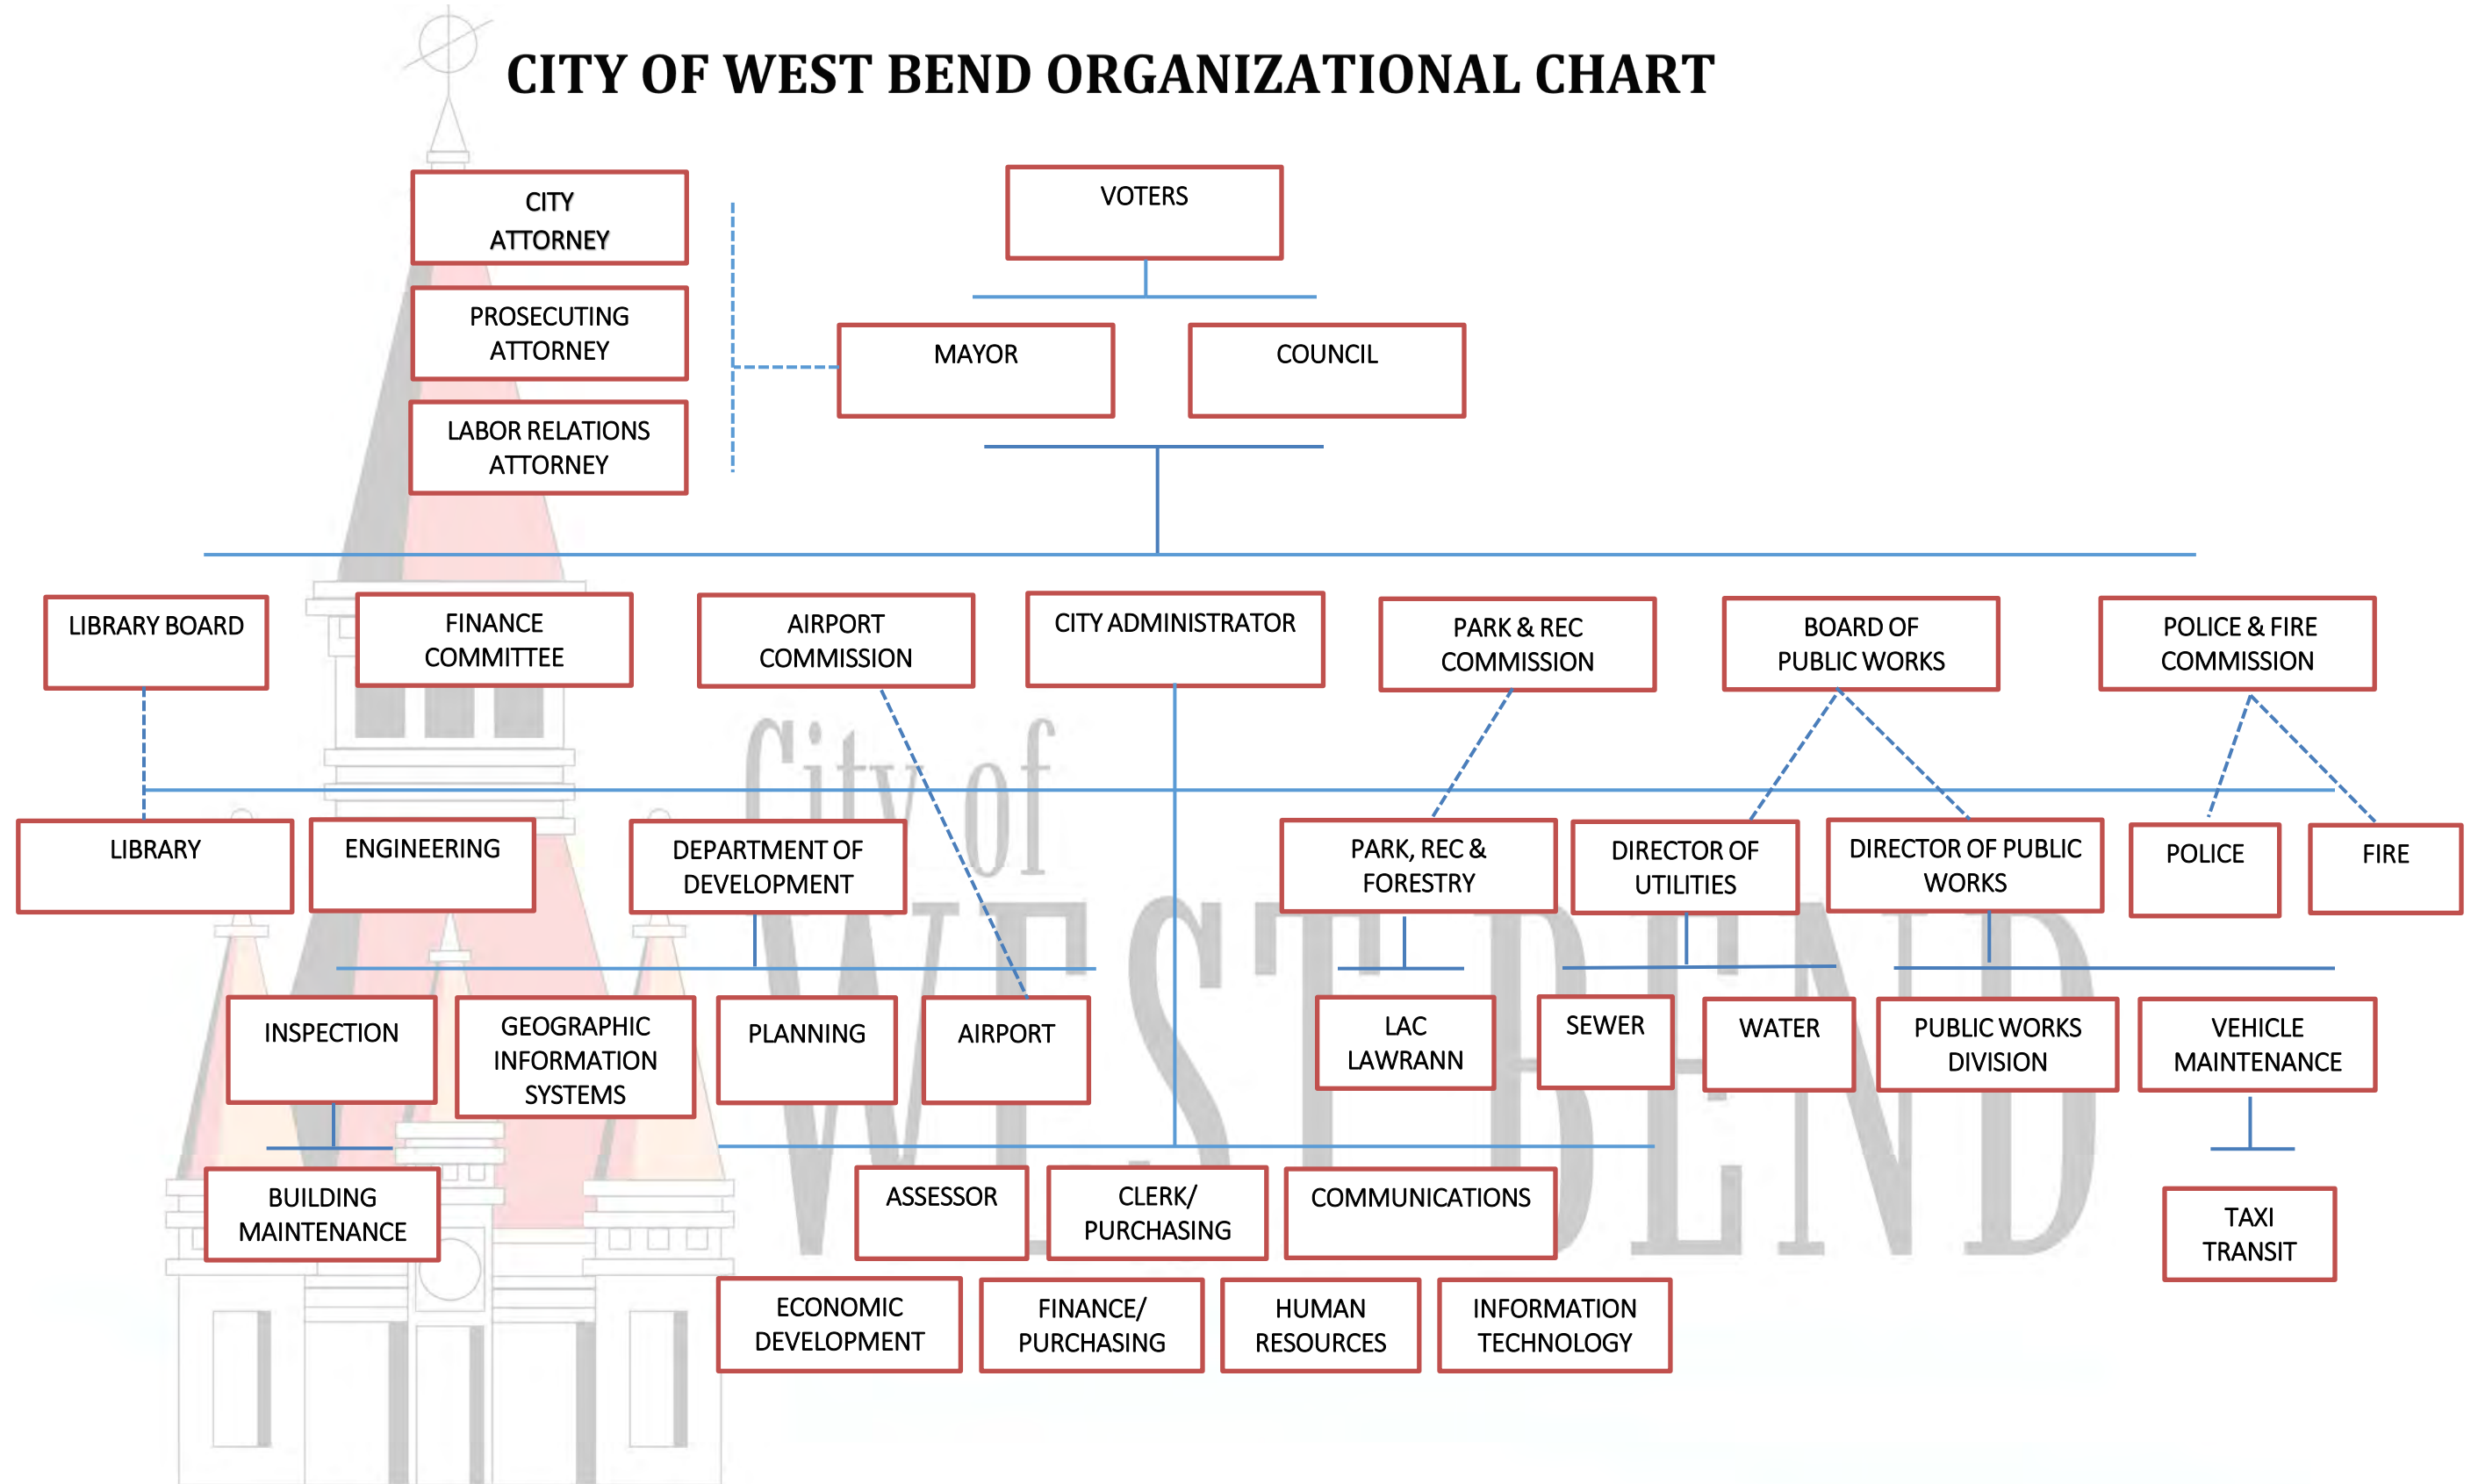 CITY OF WEST BEND ORGANIZATIONAL CHART
CITY
ATTORNEY
PROSECUTING
ATTORNEY
LABOR RELATIONS
ATTORNEY
VOTERS
MAYOR
COUNCIL
LIBRARY BOARD
FINANCE
COMMITTEE
AIRPORT
COMMISSION
CITY ADMINISTRATOR
PARK & REC
COMMISSION
BOARD OF
PUBLIC WORKS
POLICE & FIRE
COMMISSION
City of
WEST BEND
LIBRARY
ENGINEERING
DEPARTMENT OF
DEVELOPMENT
PARK, REC &
FORESTRY
DIRECTOR OF
UTILITIES
DIRECTOR OF PUBLIC
WORKS
POLICE
FIRE
INSPECTION
GEOGRAPHIC
INFORMATION
SYSTEMS
PLANNING
AIRPORT
LAC
LAWRANN
SEWER
WATER
PUBLIC WORKS
DIVISION
VEHICLE
MAINTENANCE
BUILDING
MAINTENANCE
ASSESSOR
CLERK/
PURCHASING
COMMUNICATIONS
TAXI
TRANSIT
ECONOMIC
DEVELOPMENT
FINANCE/
PURCHASING
HUMAN
RESOURCES
INFORMATION
TECHNOLOGY